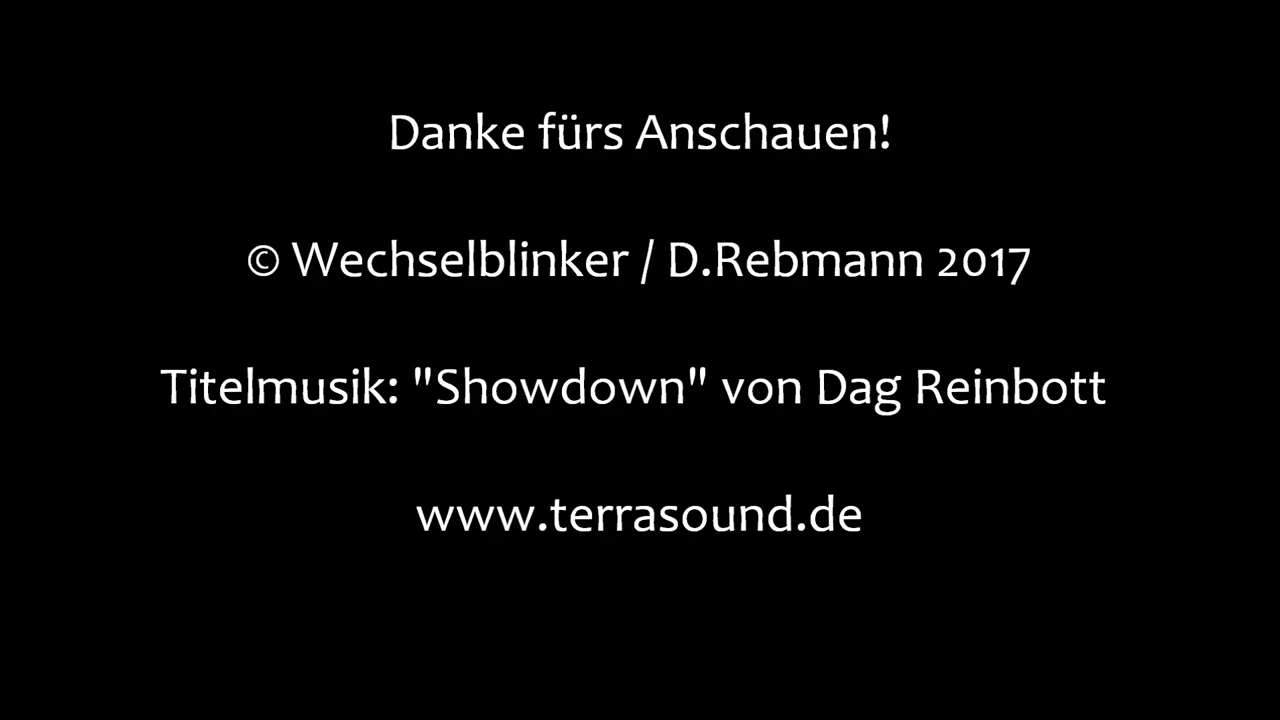 Danke fürs Anschauen!
© Wechselblinker / D.Rebmann 2017
Titelmusik: "Showdown" von Dag Reinbott
www.terrasound.de